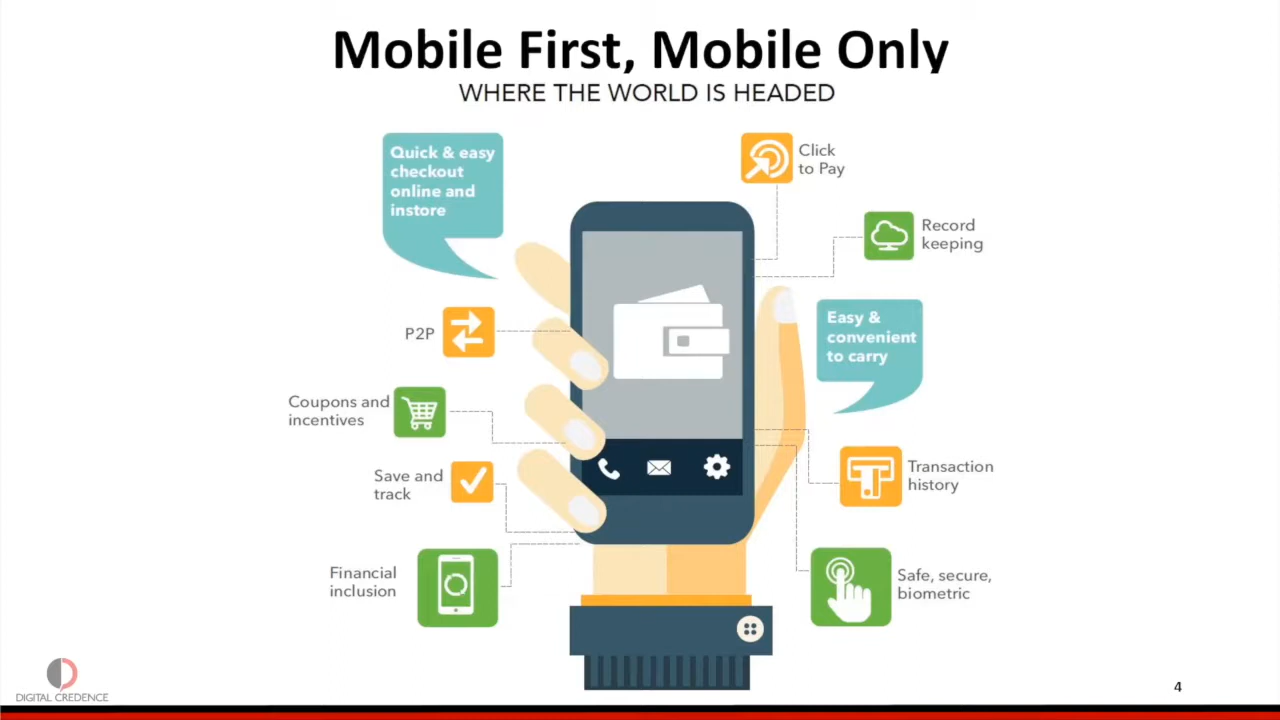 Mobile First, Mobile Only
WHERE THE WORLD IS HEADED
Quick & easy
checkout
online and
instore
Click
to Pay
Record
keeping
P2P
Easy &
convenient
to carry
Coupons and
incentives
Save and
track
Transaction
history
Financial
inclusion
Safe, secure,
biometric
DIGITAL CREDENCE
4